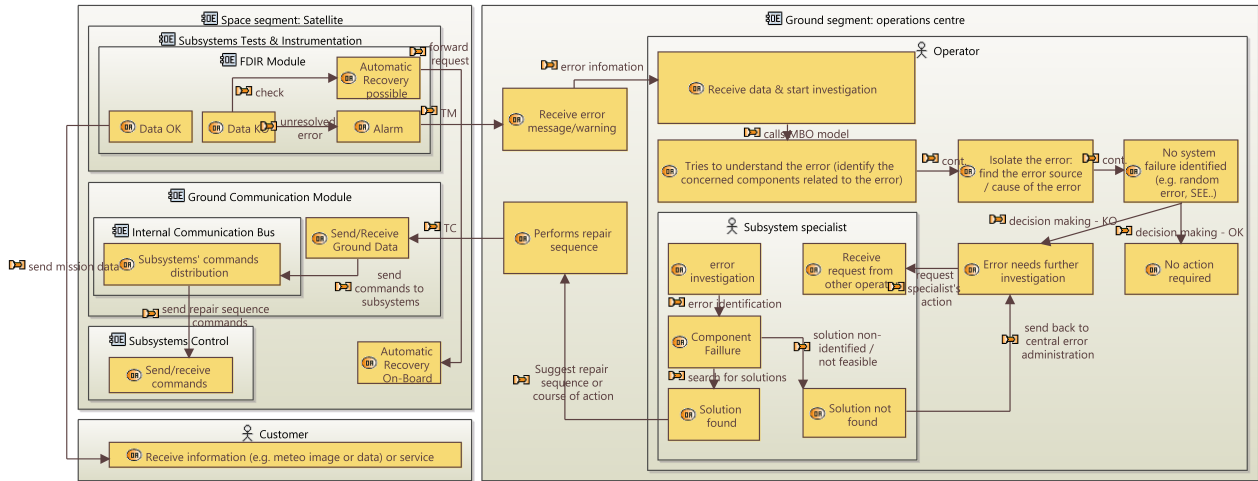 Space segment: Satellite
Subsystems Tests & Instrumentation
FDIR Module
forward
request
Automatic
Recovery
possible
check
Data OK
Data KO
unresolved
error
Alarm
TM
Ground Communication Module
Internal Communication Bus
Subsystems' commands
distribution
Send/Receive
Ground Data
TC
send
commands to
subsystems
send mission data
send repair sequence
commands
Subsystems Control
Send/receive
commands
Automatic
Recovery
On-Board
Customer
Receive information (e.g. meteo image or data) or service
Ground segment: operations centre
Operator
error infomation
Receive error
message/warning
Receive data & start investigation
calls MBO model
Tries to understand the error (identify the
concerned components related to the error)
cont.
Isolate the error:
find the error source
/ cause of the error
cont.
No system
failure identified
(e.g. random
error, SEE..)
decision making - KO
decision making - OK
Performs repair
sequence
Subsystem specialist
error
investigation
Receive
request from
other operat
request
specialist's
action
Error needs further
investigation
No action
required
error identification
Component
Faillure
solution non-
identified /
not feasible
send back to
central error
administration
search for solutions
Suggest repair
sequence or
course of action
Solution
found
Solution not
found